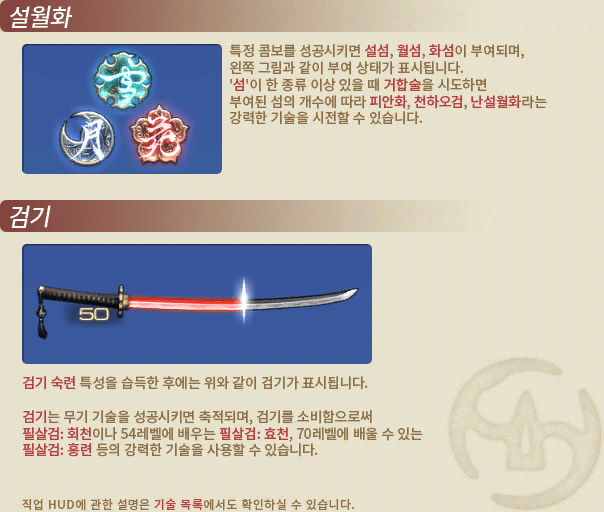 설월화
특정 콤보를 성공시키면 설섬, 월섬, 화섬이 부여되며,
왼쪽 그림과 같이 부여 상태가 표시됩니다.
'섬'이 한 종류 이상 있을 때 거합술을 시도하면
부여된 섬의 개수에 따라 피안화, 천하오검, 난설월화라는
강력한 기술을 시전할 수 있습니다.
雪
月 花
검기
50
검기 숙련 특성을 습득한 후에는 위와 같이 검기가 표시됩니다.
검기는 무기 기술을 성공시키면 축적되며, 검기를 소비함으로써
필살검: 회천이나 54레벨에 배우는 필살검: 효천, 70레벨에 배울 수 있는
필살검: 홍련 등의 강력한 기술을 사용할 수 있습니다.
직업 HUD에 관한 설명은 기술 목록에서도 확인하실 수 있습니다.